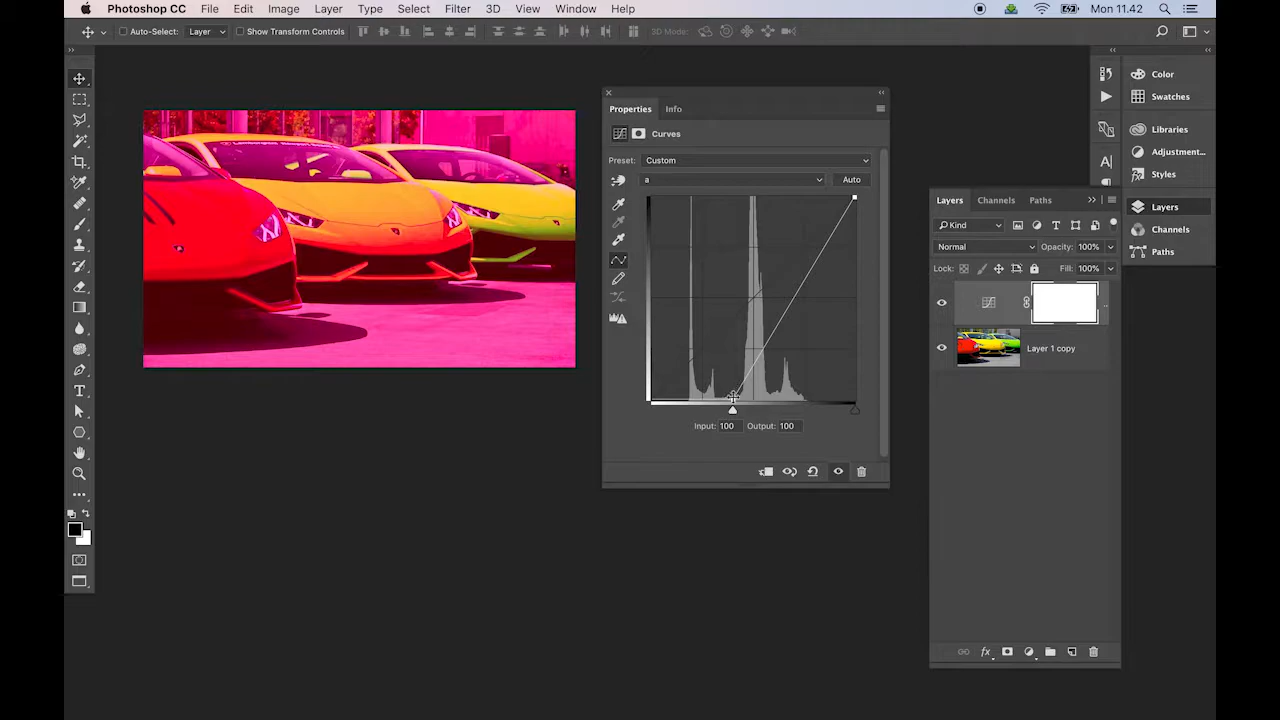 Photoshop CC File Edit Image Layer Type Select Filter 3D View Window Help Mon 11.42
Auto-Select: Layer Show Transform Controls 3D Mode:
Properties Info
Curves
Preset: Custom
a Auto
Input: 100 Output: 100
Color
Swatches
Libraries
Adjustment...
Styles
Layers
Channels
Paths
Layers Channels Paths
Kind
Normal Opacity: 100%
Lock: Fill: 100%
Layer 1 copy
fx